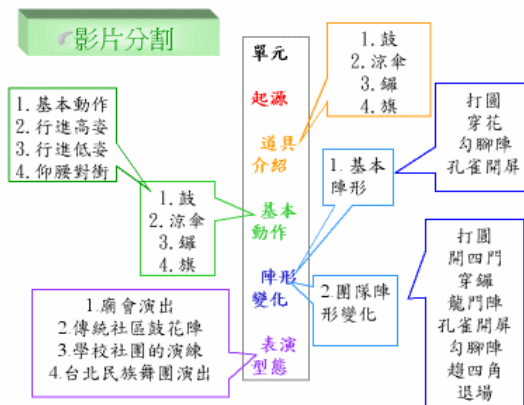 影片分割
單元
起源
道具
介紹
基本
動作
陣形
變化
表演
型態
1.鼓
2.涼傘
3.鑼
4.旗
1.基本動作
2.行進高姿
3.行進低姿
4.仰腰對衝
1.鼓
2.涼傘
3.鑼
4.旗
1.基本
陣形
打圓
穿花
勾腳陣
孔雀開屏
2.團隊陣
形變化
打圓
開四門
穿鑼
龍門陣
孔雀開屏
勾腳陣
趨四角
退場
1.廟會演出
2.傳統社區鼓花陣
3.學校社團的演練
4.台北民族舞團演出